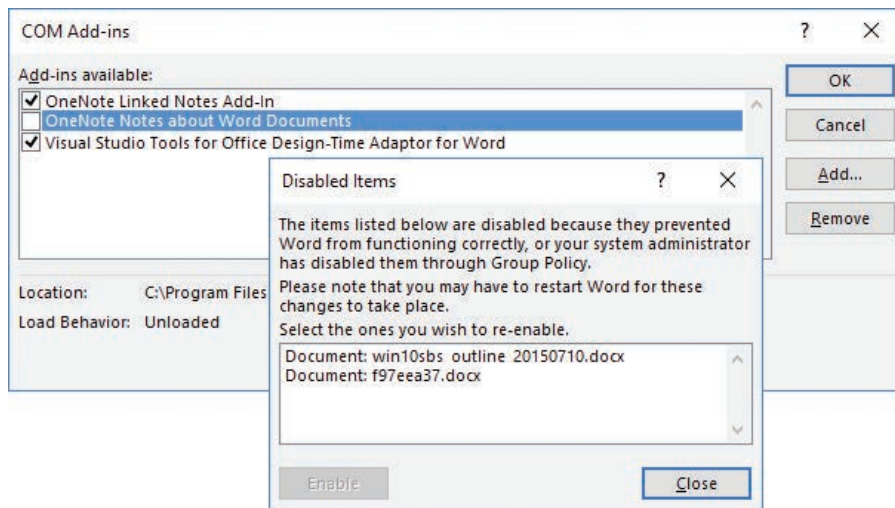 COM Add-ins
?
Add-ins available:
OneNote Linked Notes Add-In
OneNote Notes about Word Documents
Visual Studio Tools for Office Design-Time Adaptor for Word
OK
Cancel
Add...
Remove
Location: C:\Program Files
Load Behavior: Unloaded
Disabled Items
?
The items listed below are disabled because they prevented
Word from functioning correctly, or your system administrator
has disabled them through Group Policy.
Please note that you may have to restart Word for these
changes to take place.
Select the ones you wish to re-enable.
Document: win10sbs outline 20150710.docx
Document: f97eea37.docx
Enable
Close